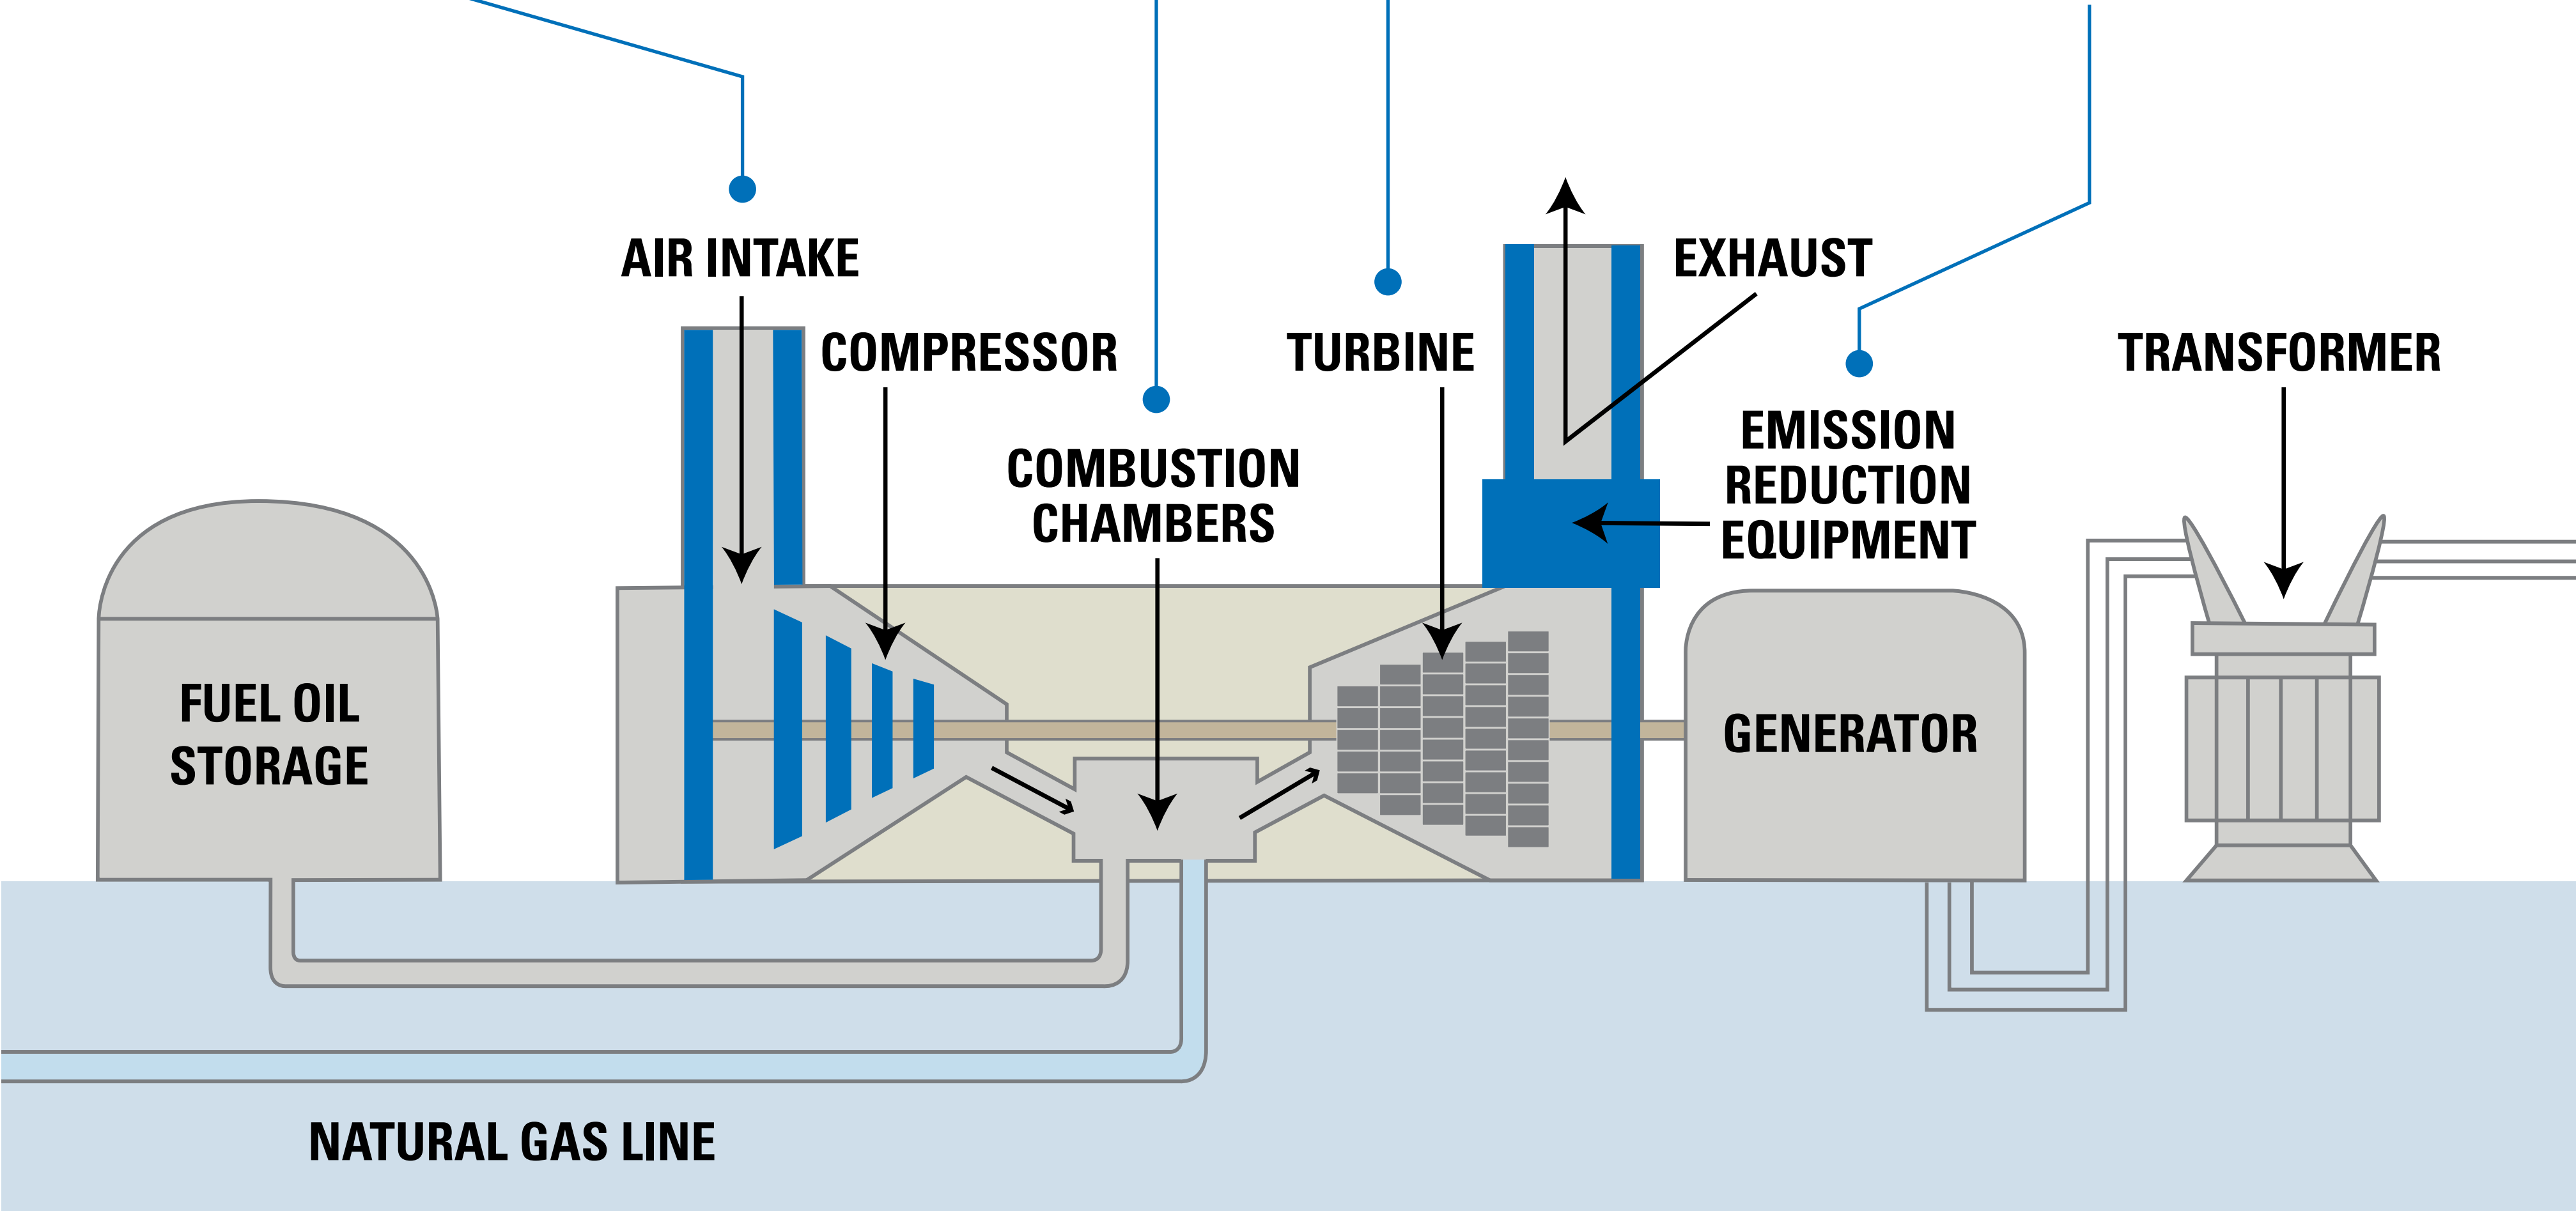 AIR INTAKE
EXHAUST
COMPRESSOR
TURBINE
TRANSFORMER
COMBUSTION
CHAMBERS
EMISSION
REDUCTION
EQUIPMENT
FUEL OIL
STORAGE
GENERATOR
NATURAL GAS LINE